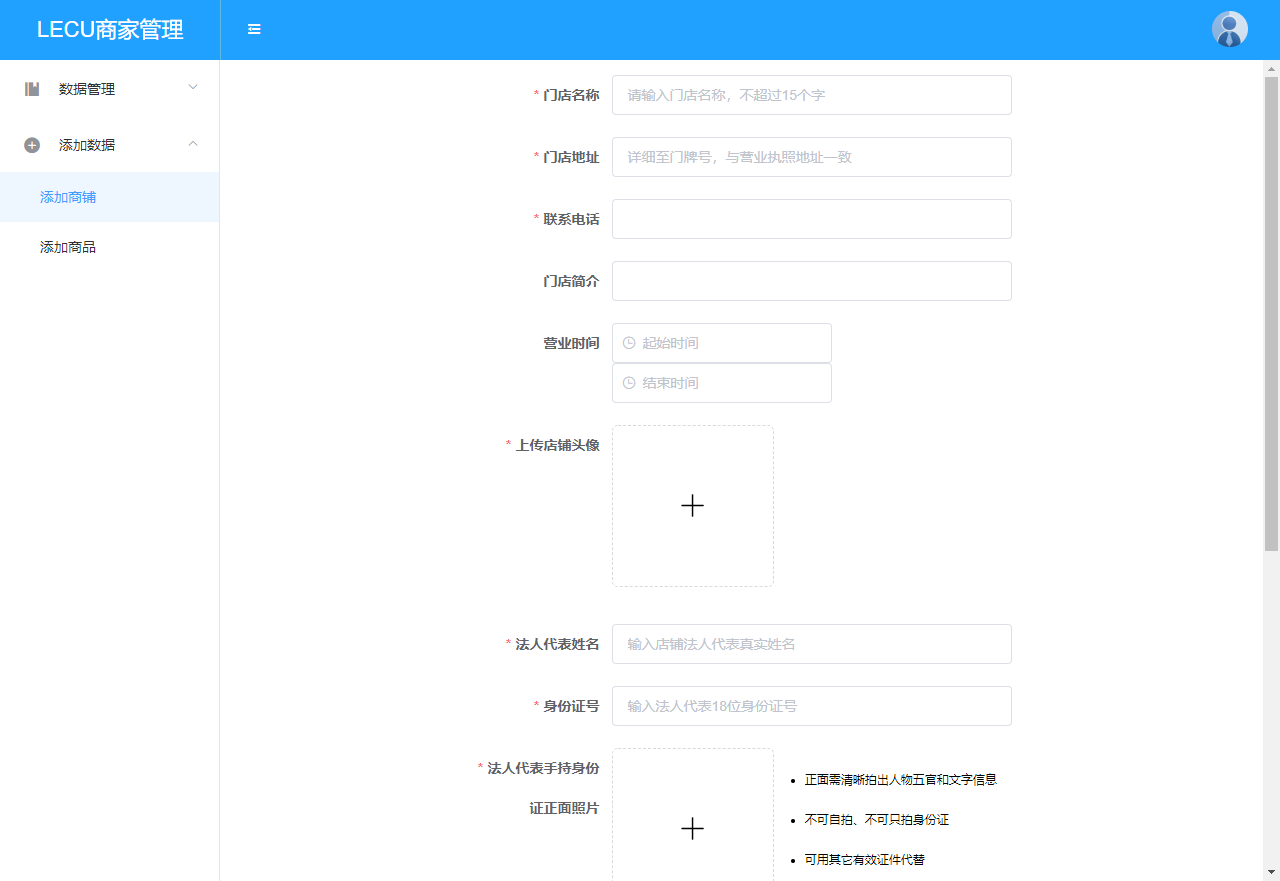 LECU商家管理
数据管理
添加数据
添加商铺
添加商品
* 门店名称 请输入门店名称，不超过15个字
* 门店地址 详细至门牌号，与营业执照地址一致
* 联系电话
门店简介
营业时间 起始时间
结束时间
* 上传店铺头像
* 法人代表姓名 输入店铺法人代表真实姓名
* 身份证号 输入法人代表18位身份证号
* 法人代表手持身份
证正面照片
• 正面需清晰拍出人物五官和文字信息
• 不可自拍、不可只拍身份证
• 可用其它有效证件代替